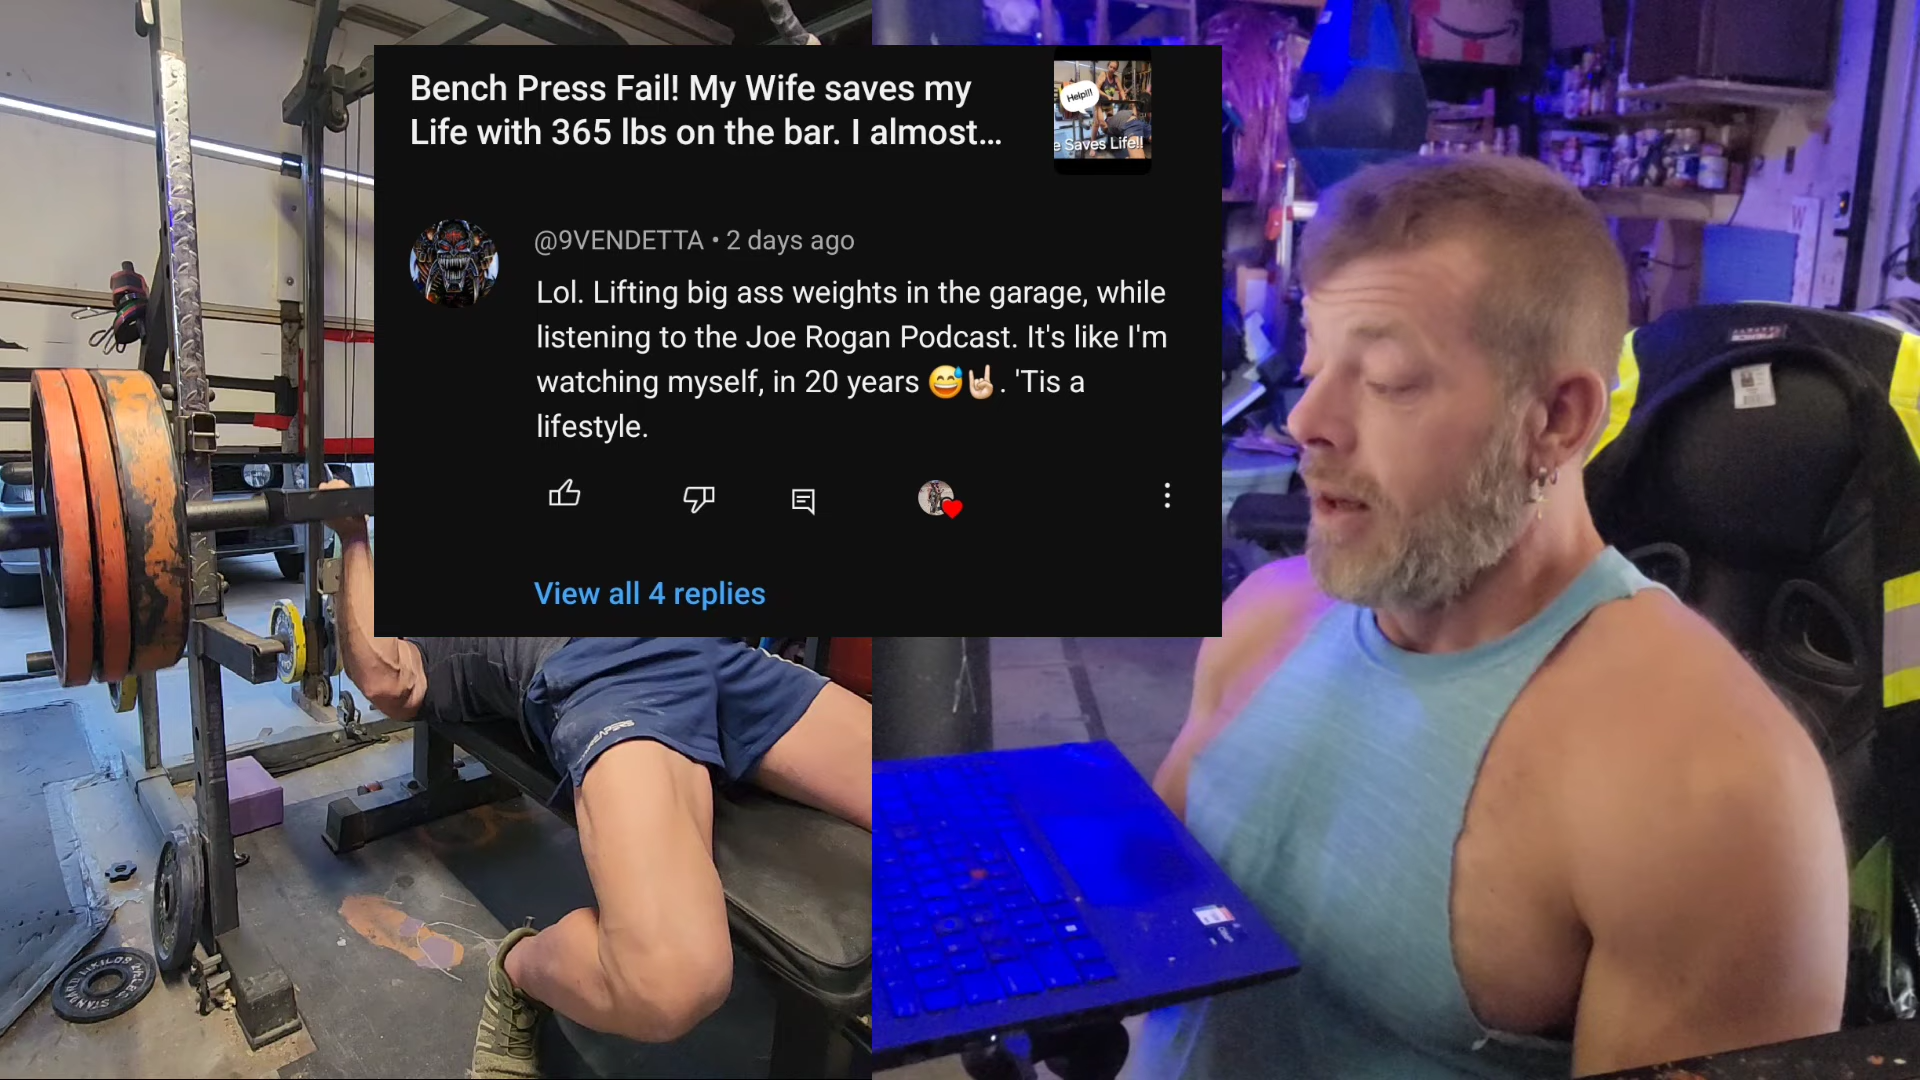 Bench Press Fail! My Wife saves my
Life with 365 lbs on the bar. I almost...
Help!!!
e Saves Life!!
@9VENDETTA • 2 days ago
Lol. Lifting big ass weights in the garage, while
listening to the Joe Rogan Podcast. It's like I'm
watching myself, in 20 years 😅🤘🏻. 'Tis a
lifestyle.
View all 4 replies
STANDARD